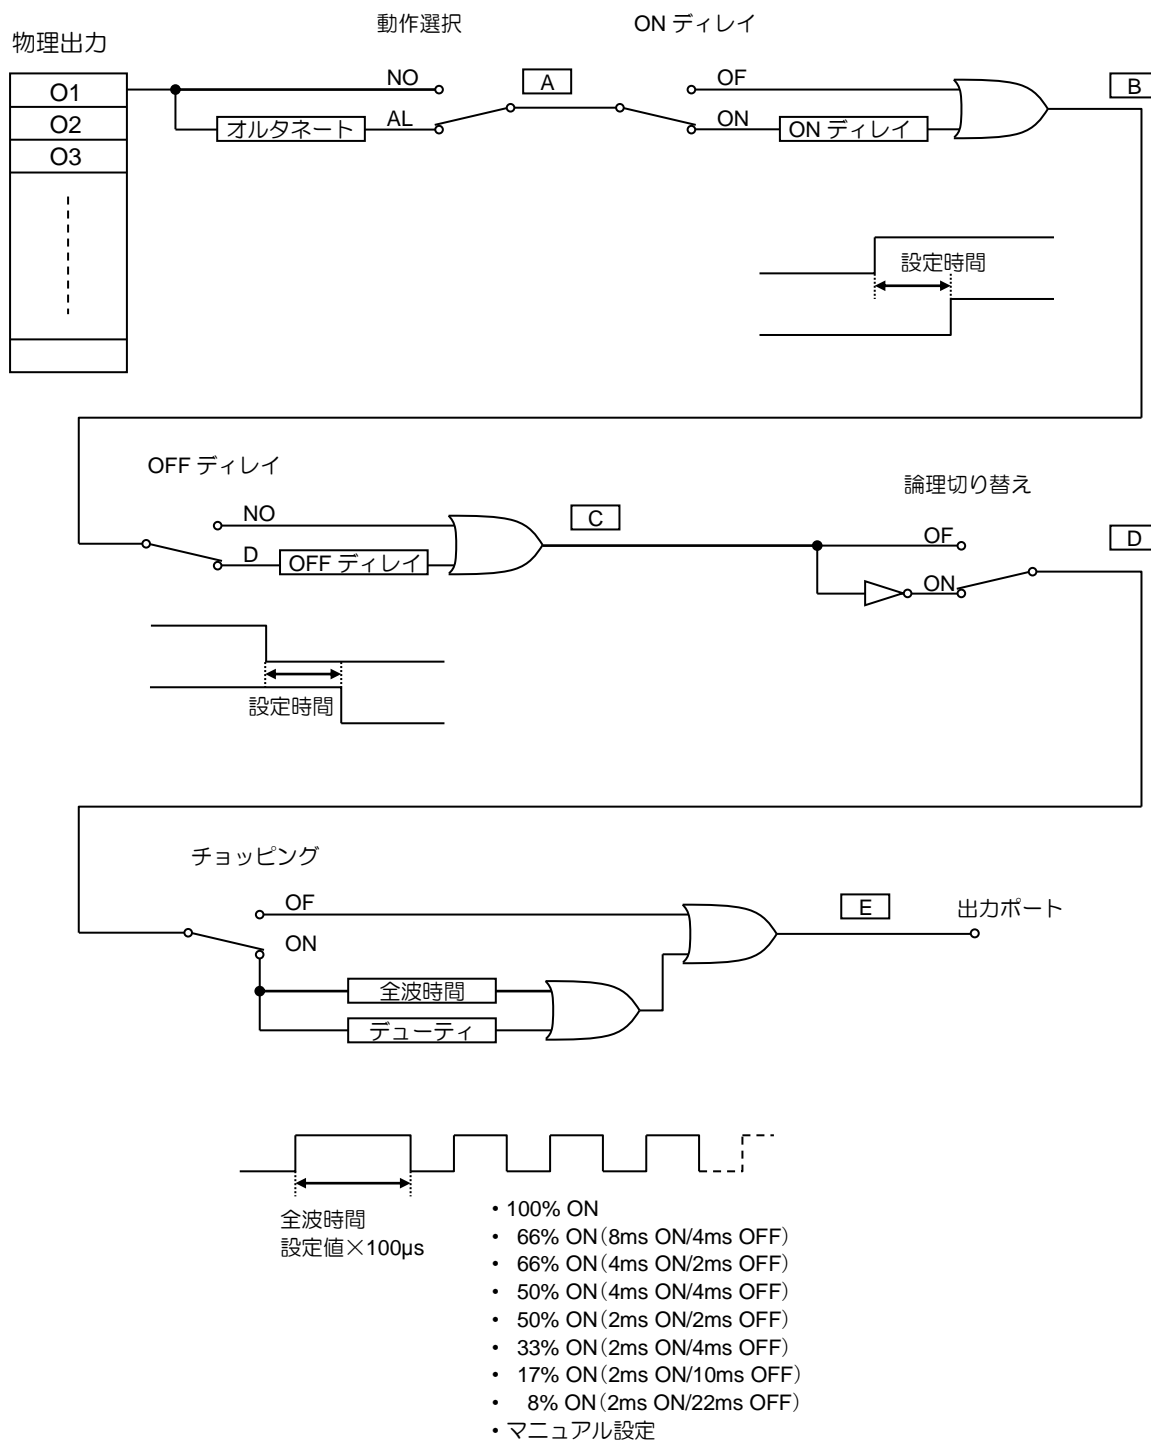 動作選択
ON ディレイ
物理出力
O1
O2
O3
NO
オルタネート
AL
A
OF
ON
ON ディレイ
B
設定時間
OFF ディレイ
NO
D
OFF ディレイ
C
設定時間
論理切り替え
OF
ON
D
チョッピング
OF
ON
全波時間
デューティ
E
出力ポート
全波時間
設定値×100μs
・100% ON
・ 66% ON（8ms ON/4ms OFF）
・ 66% ON（4ms ON/2ms OFF）
・ 50% ON（4ms ON/4ms OFF）
・ 50% ON（2ms ON/2ms OFF）
・ 33% ON（2ms ON/4ms OFF）
・ 17% ON（2ms ON/10ms OFF）
・ 8% ON（2ms ON/22ms OFF）
・マニュアル設定